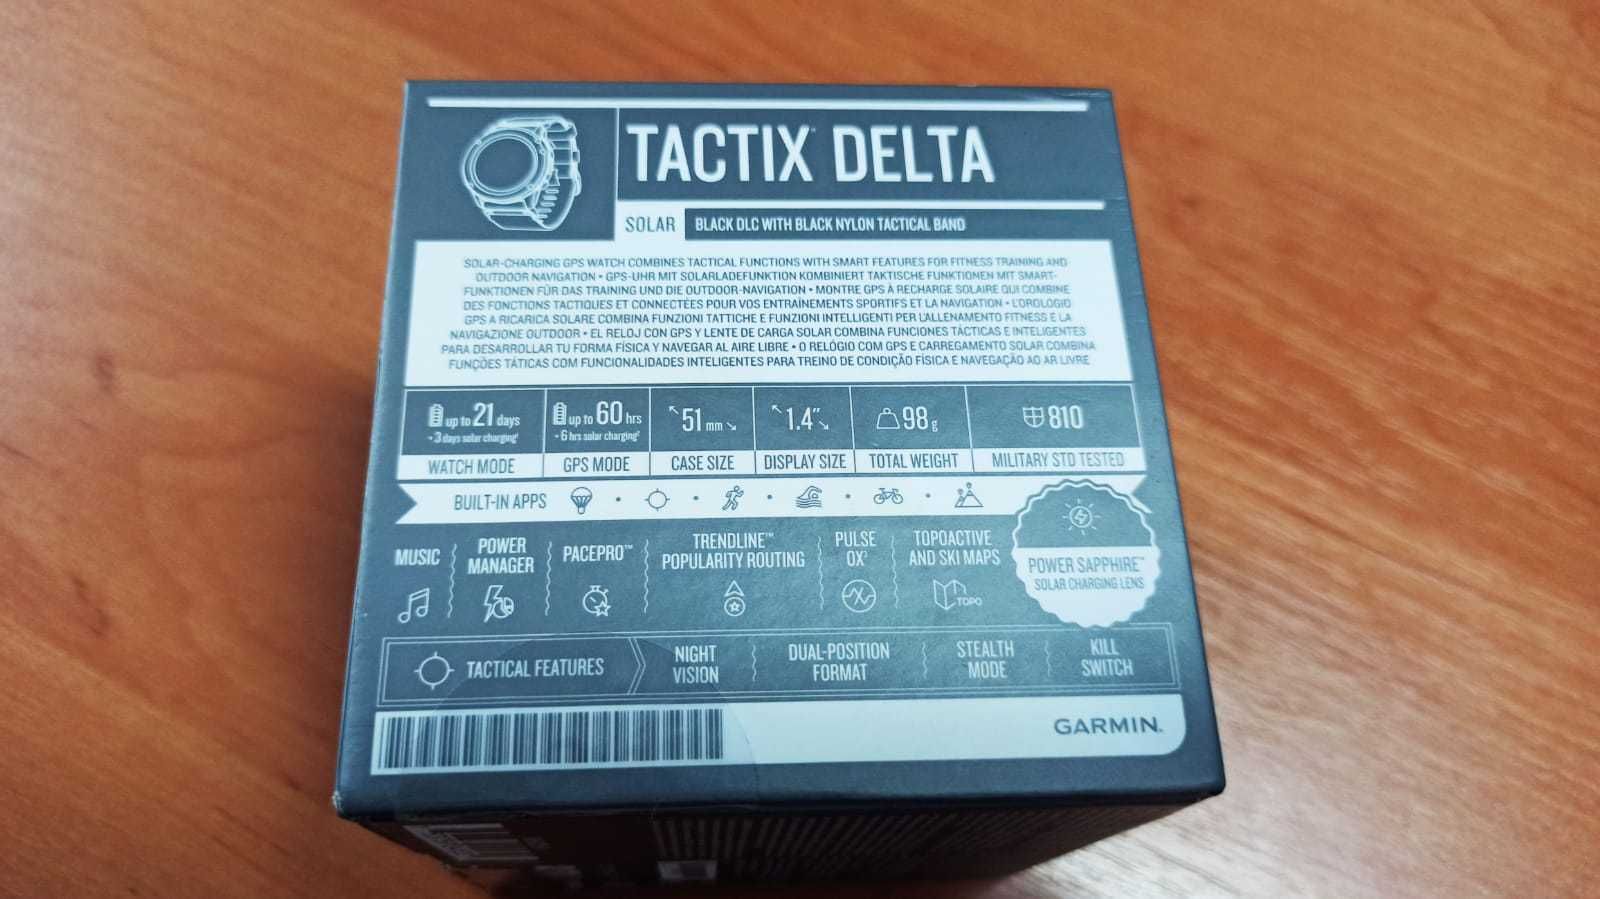 TACTIX™ DELTA
SOLAR BLACK DLC WITH BLACK NYLON TACTICAL BAND
SOLAR-CHARGING GPS WATCH COMBINES TACTICAL FUNCTIONS WITH SMART FEATURES FOR FITNESS TRAINING AND
OUTDOOR NAVIGATION • GPS-UHR MIT SOLARLADEFUNKTION KOMBINIERT TAKTISCHE FUNKTIONEN MIT SMART-
FUNKTIONEN FÜR DAS TRAINING UND DIE OUTDOOR-NAVIGATION • MONTRE GPS À RECHARGE SOLAIRE QUI COMBINE
DES FONCTIONS TACTIQUES ET CONNECTÉES POUR VOS ENTRAÎNEMENTS SPORTIFS ET LA NAVIGATION • L'OROLOGIO
GPS A RICARICA SOLARE COMBINA FUNZIONI TATTICHE E FUNZIONI INTELLIGENTI PER L'ALLENAMENTO FITNESS E LA
NAVIGAZIONE OUTDOOR • EL RELOJ CON GPS Y LENTE DE CARGA SOLAR COMBINA FUNCIONES TÁCTICAS E INTELIGENTES
PARA DESARROLLAR TU FORMA FÍSICA Y NAVEGAR AL AIRE LIBRE • O RELÓGIO COM GPS E CARREGAMENTO SOLAR COMBINA
FUNÇÕES TÁTICAS COM FUNCIONALIDADES INTELIGENTES PARA TREINO DE CONDIÇÃO FÍSICA E NAVEGAÇÃO AO AR LIVRE
up to 21 days
+ 3 days solar charging¹
WATCH MODE
up to 60 hrs
+ 6 hrs solar charging²
GPS MODE
51 mm
CASE SIZE
1.4"
DISPLAY SIZE
98 g
TOTAL WEIGHT
810
MILITARY STD TESTED
BUILT-IN APPS
MUSIC
POWER
MANAGER
PACEPRO™
TRENDLINE™
POPULARITY ROUTING
PULSE
OX³
TOPOACTIVE
AND SKI MAPS
TOPO
POWER SAPPHIRE™
SOLAR CHARGING LENS
TACTICAL FEATURES
NIGHT
VISION
DUAL-POSITION
FORMAT
STEALTH
MODE
KILL
SWITCH
GARMIN.